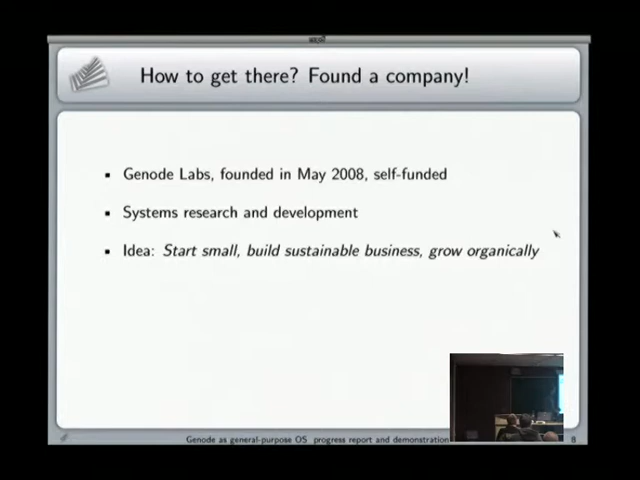 How to get there? Found a company!
Genode Labs, founded in May 2008, self-funded
Systems research and development
Idea: Start small, build sustainable business, grow organically
Genode as general-purpose OS progress report and demonstration
8